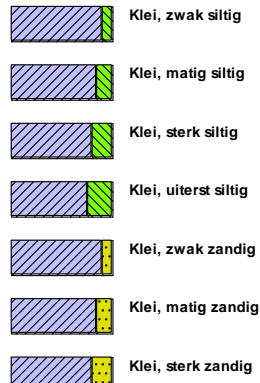 Klei, zwak siltig
Klei, matig siltig
Klei, sterk siltig
Klei, uiterst siltig
Klei, zwak zandig
Klei, matig zandig
Klei, sterk zandig